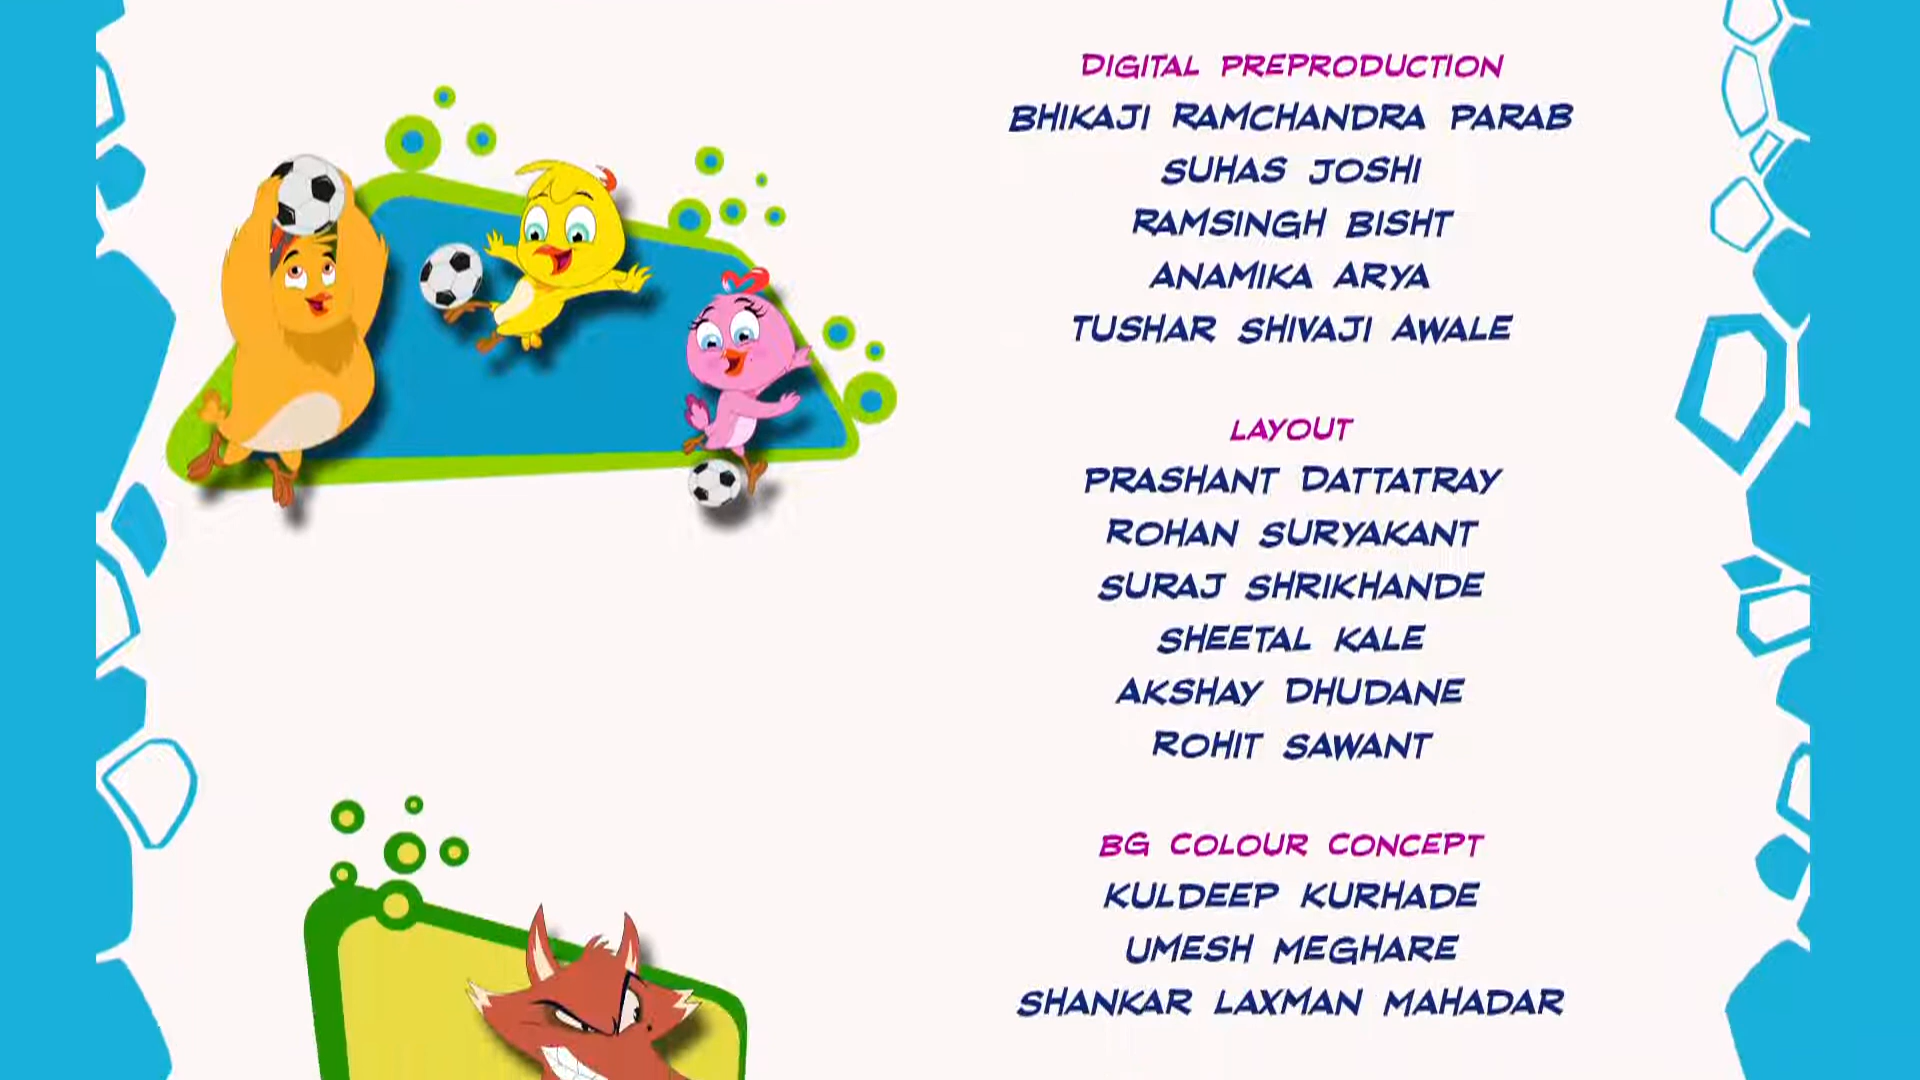 DIGITAL PREPRODUCTION
BHIKAJI RAMCHANDRA PARAB
SUHAS JOSHI
RAMSINGH BISHT
ANAMIKA ARYA
TUSHAR SHIVAJI AWALE
LAYOUT
PRASHANT DATTATRAY
ROHAN SURYAKANT
SURAJ SHRIKHANDE
SHEETAL KALE
AKSHAY DHUDANE
ROHIT SAWANT
BG COLOUR CONCEPT
KULDEEP KURHADE
UMESH MEGHARE
SHANKAR LAXMAN MAHADAR